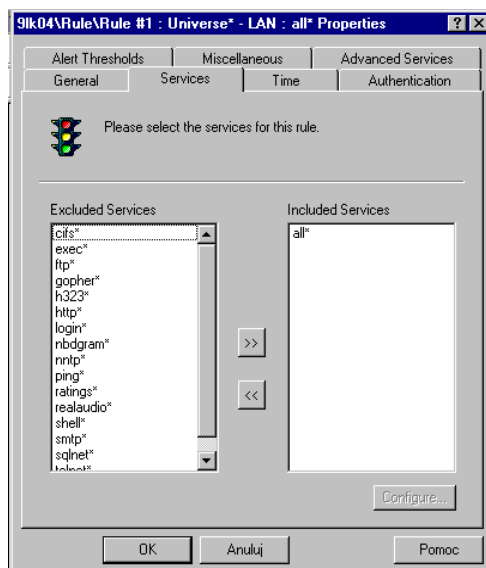 9lk04\Rule\Rule #1 : Universe* - LAN : all* Properties
Alert Thresholds Miscellaneous Advanced Services
General Services Time Authentication
Please select the services for this rule.
Excluded Services Included Services
cifs* all*
exec*
ftp*
gopher*
h323*
http*
login*
nbdgram*
nntp*
ping*
ratings*
realaudio*
shell*
smtp*
sqlnet*
telnet*
>>
<<
Configure...
OK Anuluj Pomoc